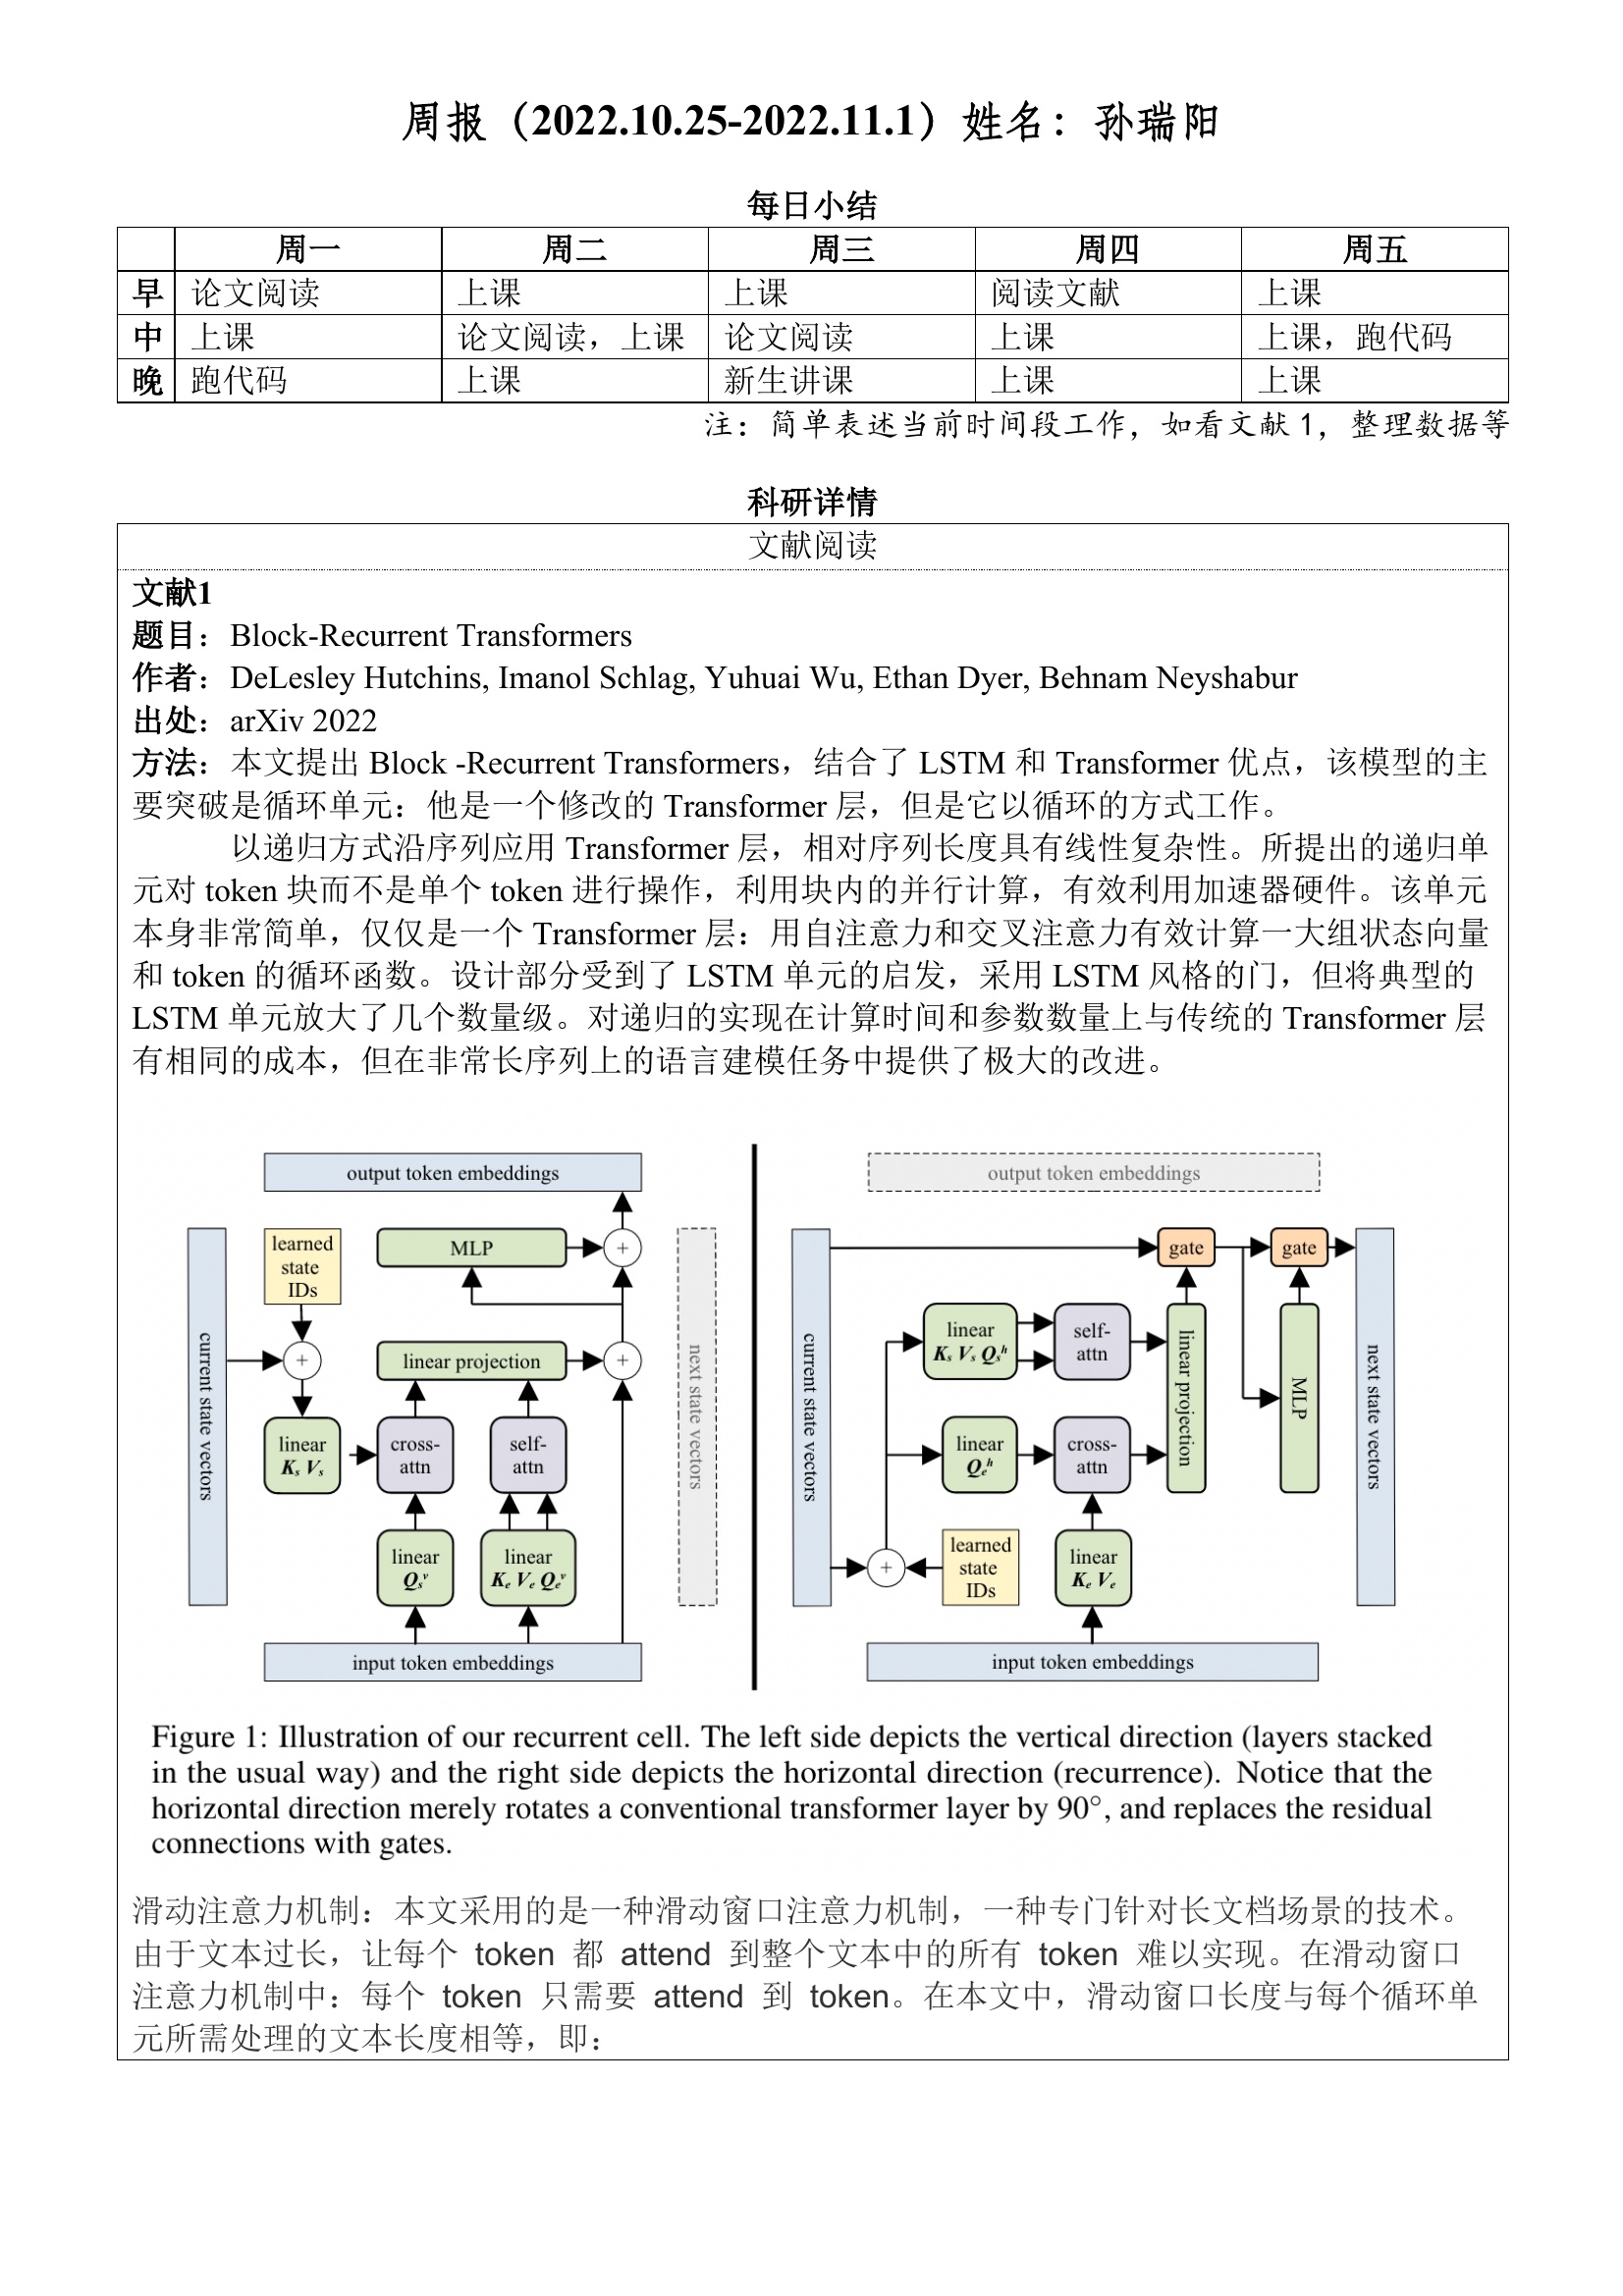 周报（2022.10.25-2022.11.1）姓名：孙瑞阳
每日小结
周一 周二 周三 周四 周五
早 论文阅读 上课 上课 阅读文献 上课
中 上课 论文阅读，上课 论文阅读 上课 上课，跑代码
晚 跑代码 上课 新生讲课 上课 上课
注：简单表述当前时间段工作，如看文献 1，整理数据等
科研详情
文献阅读
文献1
题目：Block-Recurrent Transformers
作者：DeLesley Hutchins, Imanol Schlag, Yuhuai Wu, Ethan Dyer, Behnam Neyshabur
出处：arXiv 2022
方法：本文提出 Block -Recurrent Transformers，结合了 LSTM 和 Transformer 优点，该模型的主
要突破是循环单元：他是一个修改的 Transformer 层，但是它以循环的方式工作。
以递归方式沿序列应用 Transformer 层，相对序列长度具有线性复杂性。所提出的递归单
元对 token 块而不是单个 token 进行操作，利用块内的并行计算，有效利用加速器硬件。该单元
本身非常简单，仅仅是一个 Transformer 层：用自注意力和交叉注意力有效计算一大组状态向量
和 token 的循环函数。设计部分受到了 LSTM 单元的启发，采用 LSTM 风格的门，但将典型的
LSTM 单元放大了几个数量级。对递归的实现在计算时间和参数数量上与传统的 Transformer 层
有相同的成本，但在非常长序列上的语言建模任务中提供了极大的改进。
output token embeddings
current state vectors
learned
state
IDs
MLP
+
+
linear projection
+
next state vectors
linear
Ks Vs
cross-
attn
self-
attn
linear
Qsv
linear
Ke Ve Qev
input token embeddings
output token embeddings
current state vectors
gate
gate
linear
Ks Vs Qsh
self-
attn
linear projection
MLP
next state vectors
linear
Qeh
cross-
attn
+
learned
state
IDs
linear
Ke Ve
input token embeddings
Figure 1: Illustration of our recurrent cell. The left side depicts the vertical direction (layers stacked
in the usual way) and the right side depicts the horizontal direction (recurrence). Notice that the
horizontal direction merely rotates a conventional transformer layer by 90°, and replaces the residual
connections with gates.
滑动注意力机制：本文采用的是一种滑动窗口注意力机制，一种专门针对长文档场景的技术。
由于文本过长，让每个 token 都 attend 到整个文本中的所有 token 难以实现。在滑动窗口
注意力机制中：每个 token 只需要 attend 到 token。在本文中，滑动窗口长度与每个循环单
元所需处理的文本长度相等，即：